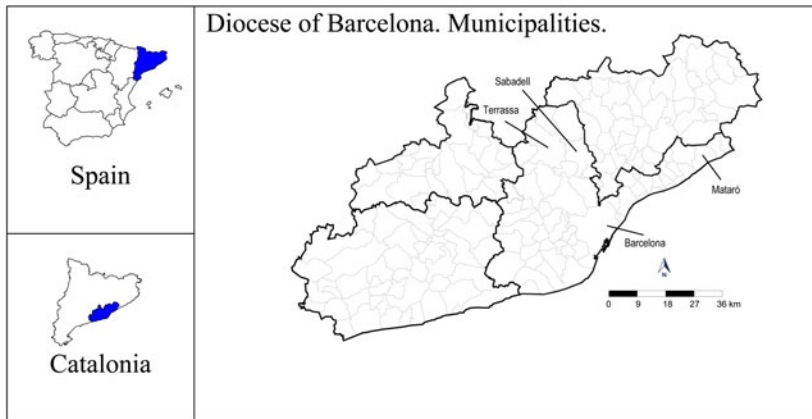 Diocese of Barcelona. Municipalities.
Spain
Catalonia
Sabadell
Terrassa
Mataró
Barcelona
N
0 9 18 27 36 km